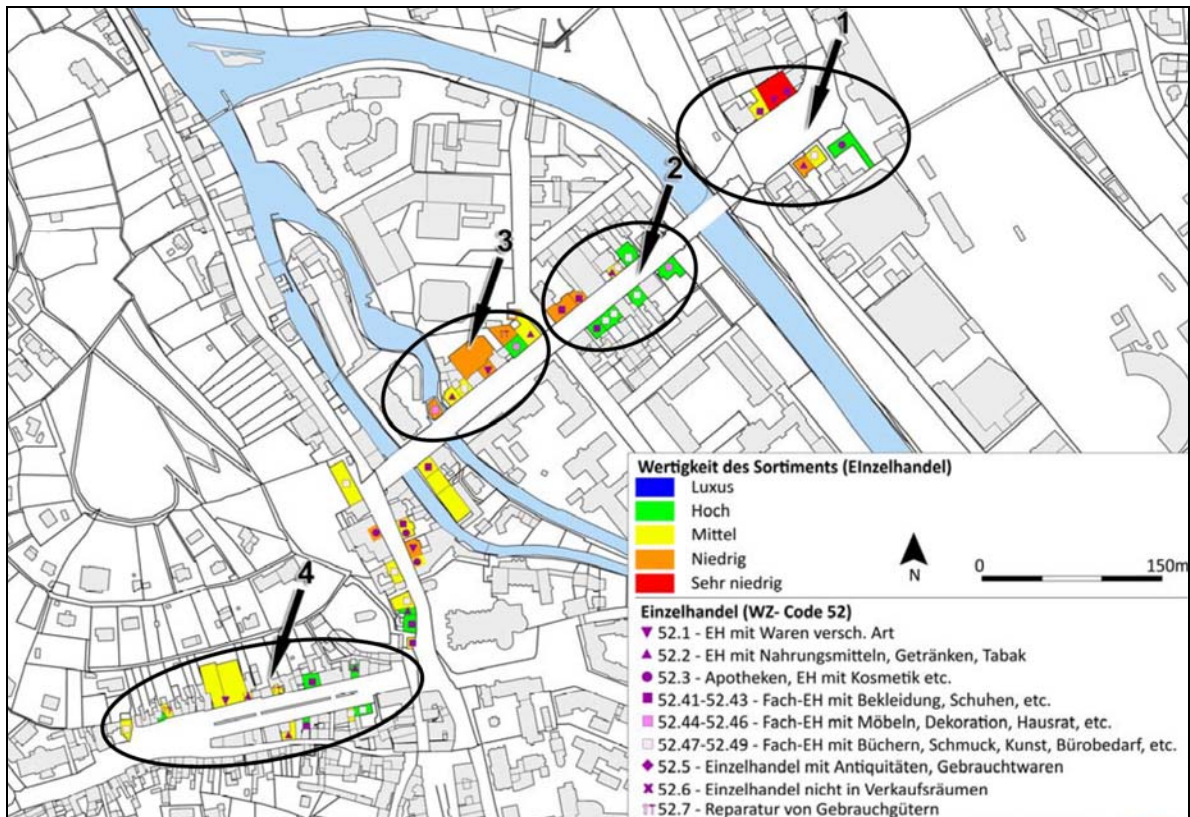 1
2
3
4
Wertigkeit des Sortiments (EInzelhandel)
Luxus
Hoch
Mittel
Niedrig
Sehr niedrig
N
0 150m
Einzelhandel (WZ- Code 52)
52.1 - EH mit Waren versch. Art
52.2 - EH mit Nahrungsmitteln, Getränken, Tabak
52.3 - Apotheken, EH mit Kosmetik etc.
52.41-52.43 - Fach-EH mit Bekleidung, Schuhen, etc.
52.44-52.46 - Fach-EH mit Möbeln, Dekoration, Hausrat, etc.
52.47-52.49 - Fach-EH mit Büchern, Schmuck, Kunst, Bürobedarf, etc.
52.5 - Einzelhandel mit Antiquitäten, Gebrauchtwaren
52.6 - Einzelhandel nicht in Verkaufsräumen
52.7 - Reparatur von Gebrauchgütern